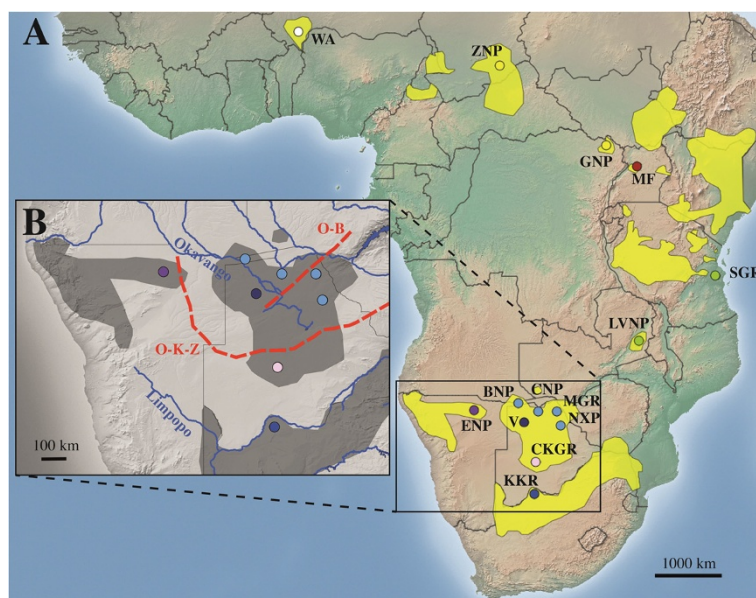 A
WA
ZNP
GNP
MF
SGR
LVNP
B
O-B
Okavango
O-K-Z
Limpopo
100 km
BNP
CNP
MGR
V
NXP
ENP
CKGR
KKR
1000 km